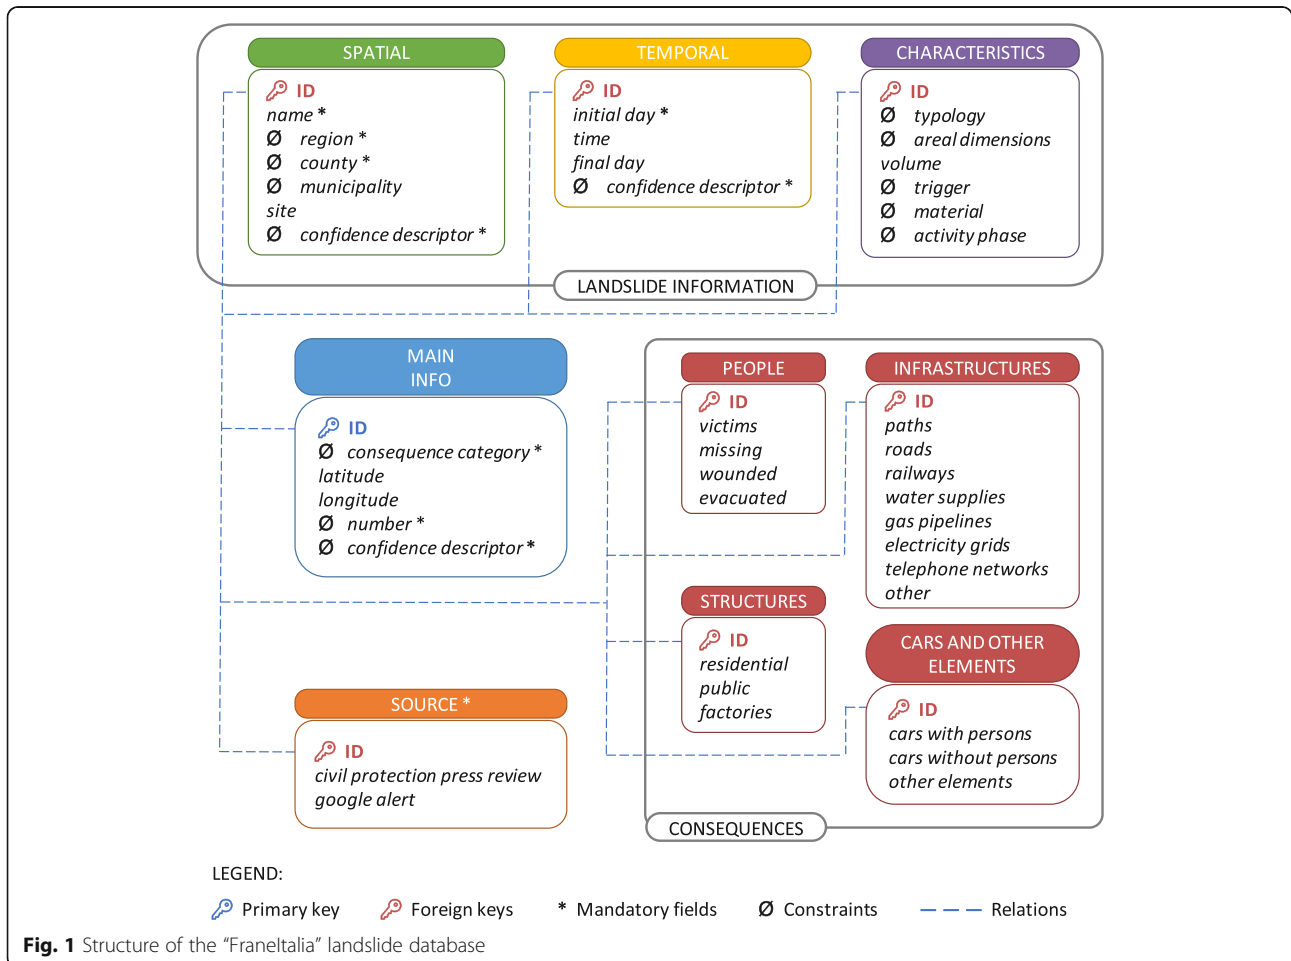 SPATIAL
ID
name *
Ø region *
Ø county *
Ø municipality
site
Ø confidence descriptor *
TEMPORAL
ID
initial day *
time
final day
Ø confidence descriptor *
CHARACTERISTICS
ID
Ø typology
Ø areal dimensions
volume
Ø trigger
Ø material
Ø activity phase
LANDSLIDE INFORMATION
MAIN
INFO
ID
Ø consequence category *
latitude
longitude
Ø number *
Ø confidence descriptor *
PEOPLE
ID
victims
missing
wounded
evacuated
INFRASTRUCTURES
ID
paths
roads
railways
water supplies
gas pipelines
electricity grids
telephone networks
other
STRUCTURES
ID
residential
public
factories
CARS AND OTHER
ELEMENTS
ID
cars with persons
cars without persons
other elements
SOURCE *
ID
civil protection press review
google alert
CONSEQUENCES
LEGEND:
Primary key Foreign keys * Mandatory fields Ø Constraints Relations
Fig. 1 Structure of the “FraneItalia” landslide database